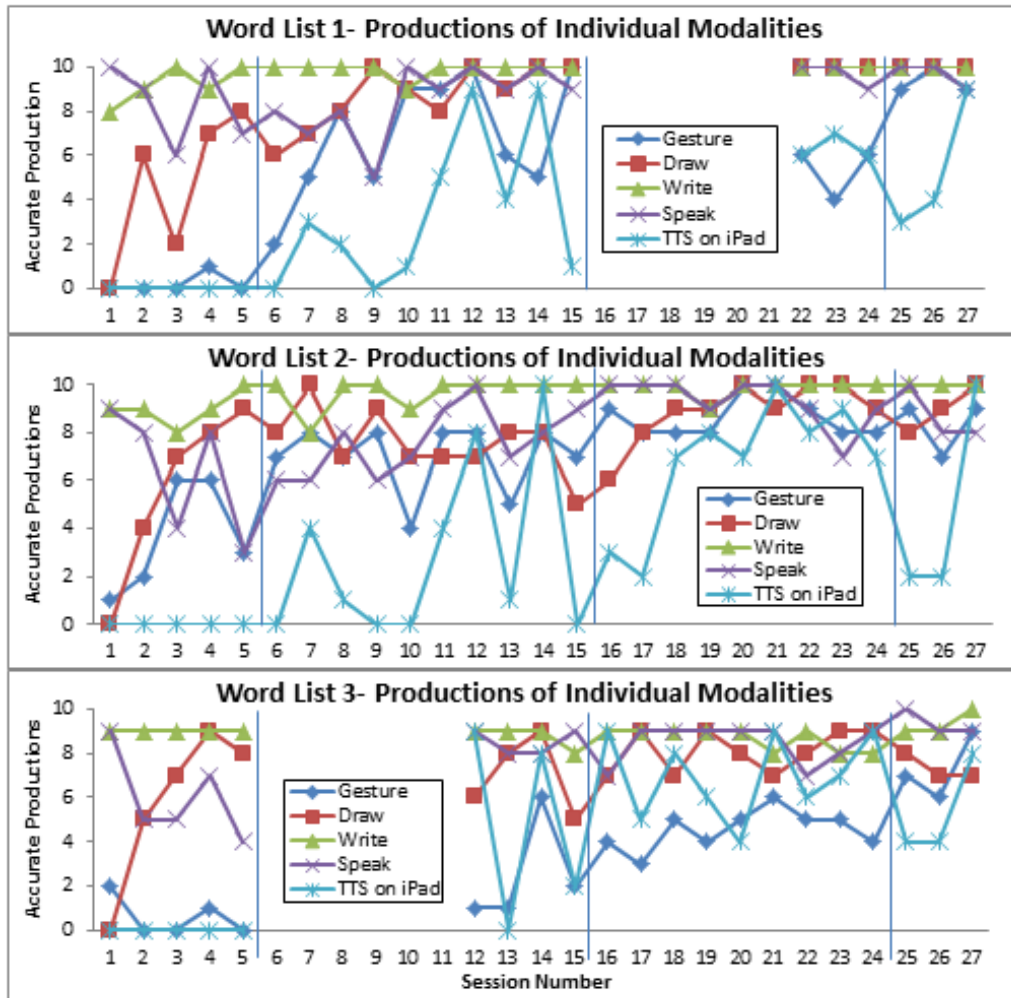 Word List 1- Productions of Individual Modalities
Accurate Production
10
8
6
4
2
0
Gesture
Draw
Write
Speak
TTS on iPad
1 2 3 4 5 6 7 8 9 10 11 12 13 14 15 16 17 18 19 20 21 22 23 24 25 26 27
Word List 2- Productions of Individual Modalities
Accurate Productions
10
8
6
4
2
0
Gesture
Draw
Write
Speak
TTS on iPad
1 2 3 4 5 6 7 8 9 10 11 12 13 14 15 16 17 18 19 20 21 22 23 24 25 26 27
Word List 3- Productions of Individual Modalities
Accurate Productions
10
8
6
4
2
0
Gesture
Draw
Write
Speak
TTS on iPad
1 2 3 4 5 6 7 8 9 10 11 12 13 14 15 16 17 18 19 20 21 22 23 24 25 26 27
Session Number